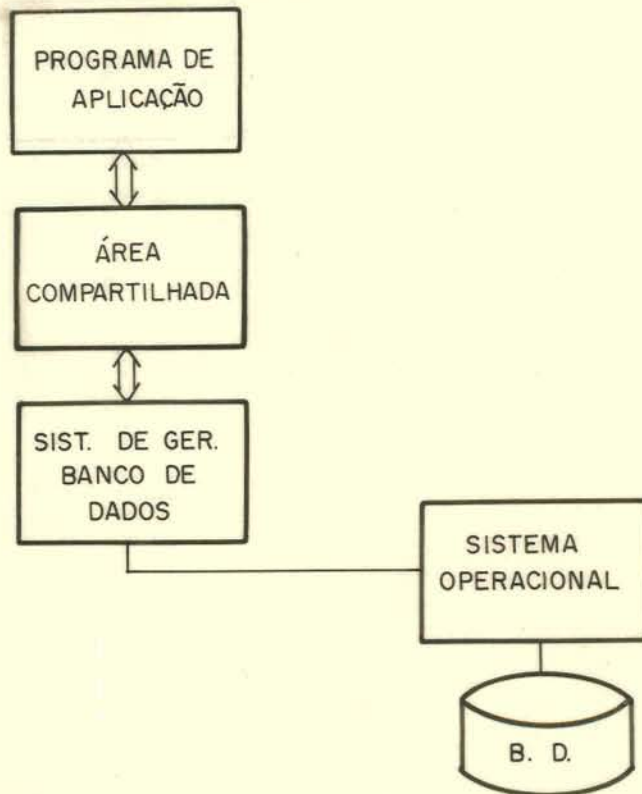 PROGRAMA DE
APLICAÇÃO
ÁREA
COMPARTILHADA
SIST. DE GER.
BANCO DE
DADOS
SISTEMA
OPERACIONAL
B. D.